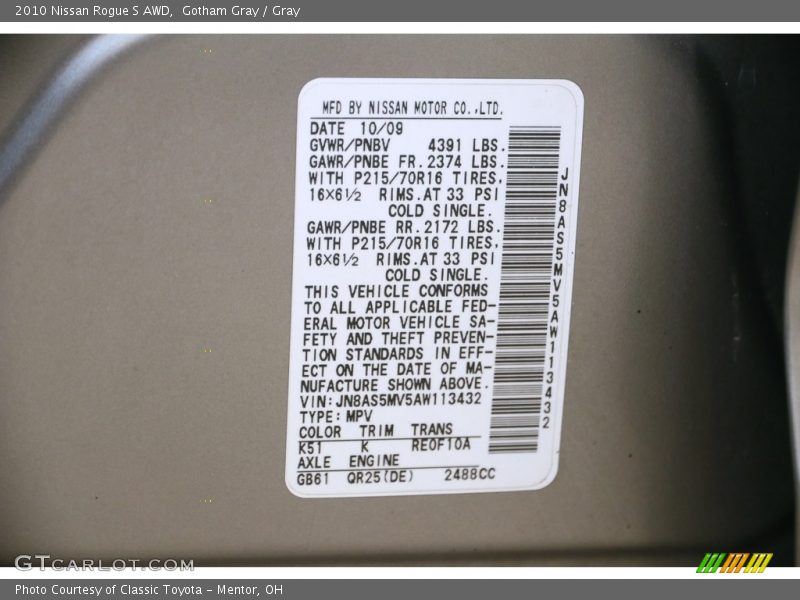 2010 Nissan Rogue S AWD,  Gotham Gray / Gray
MFD BY NISSAN MOTOR CO.,LTD.
DATE 10/09
GVWR/PNBV 4391 LBS.
GAWR/PNBE FR. 2374 LBS.
WITH P215/70R16 TIRES,
16×6½ RIMS.AT 33 PSI
COLD SINGLE.
GAWR/PNBE RR. 2172 LBS.
WITH P215/70R16 TIRES.
16×6½ RIMS.AT 33 PSI
COLD SINGLE.
THIS VEHICLE CONFORMS
TO ALL APPLICABLE FED-
ERAL MOTOR VEHICLE SA-
FETY AND THEFT PREVEN-
TION STANDARDS IN EFF-
ECT ON THE DATE OF MA-
NUFACTURE SHOWN ABOVE.
VIN:JN8AS5MV5AW113432
TYPE:MPV
COLOR TRIM TRANS
K51 K RE0F10A
AXLE ENGINE
GB61 QR25(DE) 2488CC
JN8AS5MV5AW113432
GTCARLOT.COM
Photo Courtesy of Classic Toyota - Mentor, OH